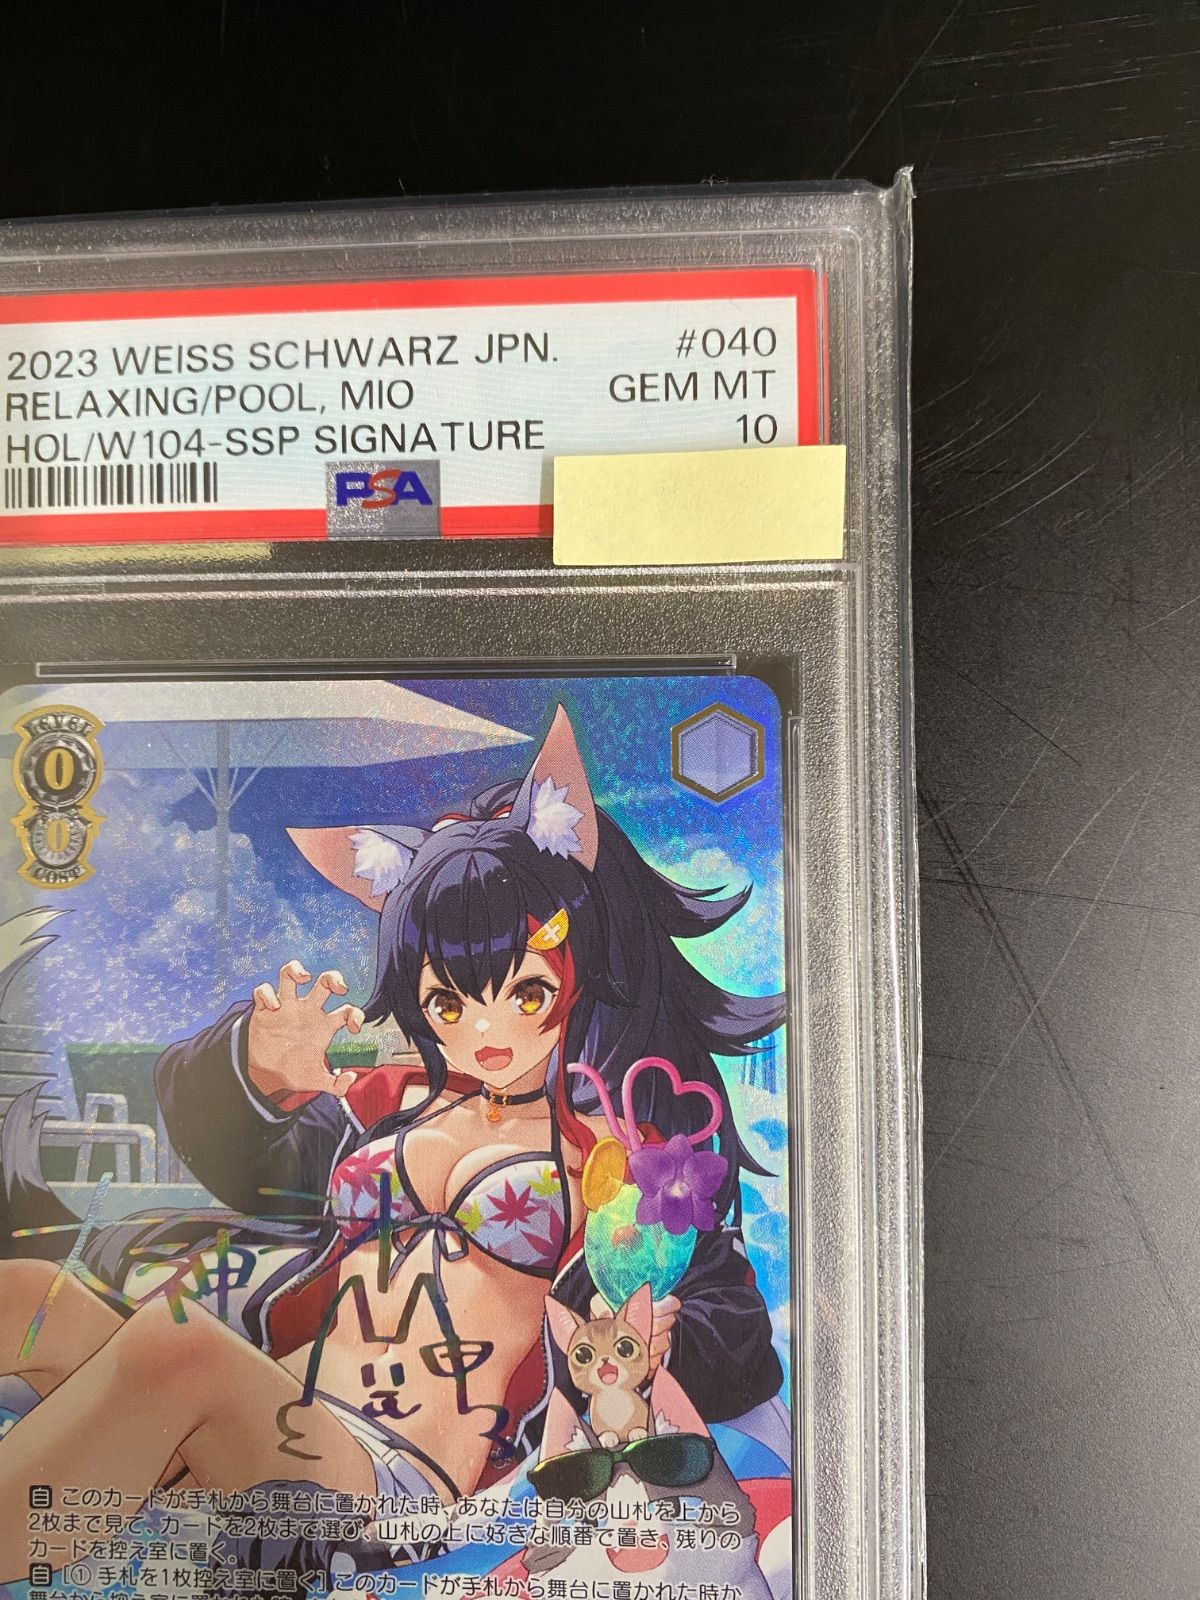 2023 WEISS SCHWARZ JPN. #040
RELAXING/POOL, MIO GEM MT
HOL/W104-SSP SIGNATURE 10
PSA
0
0
COST
大神ミオ
自 このカードが手札から舞台に置かれた時、あなたは自分の山札を上から
2枚まで見て、カードを2枚まで選び、山札の上に好きな順番で置き、残りの
カードを控え室に置く。
自 [① 手札を1枚控え室に置く] このカードが手札から舞台に置かれた時か